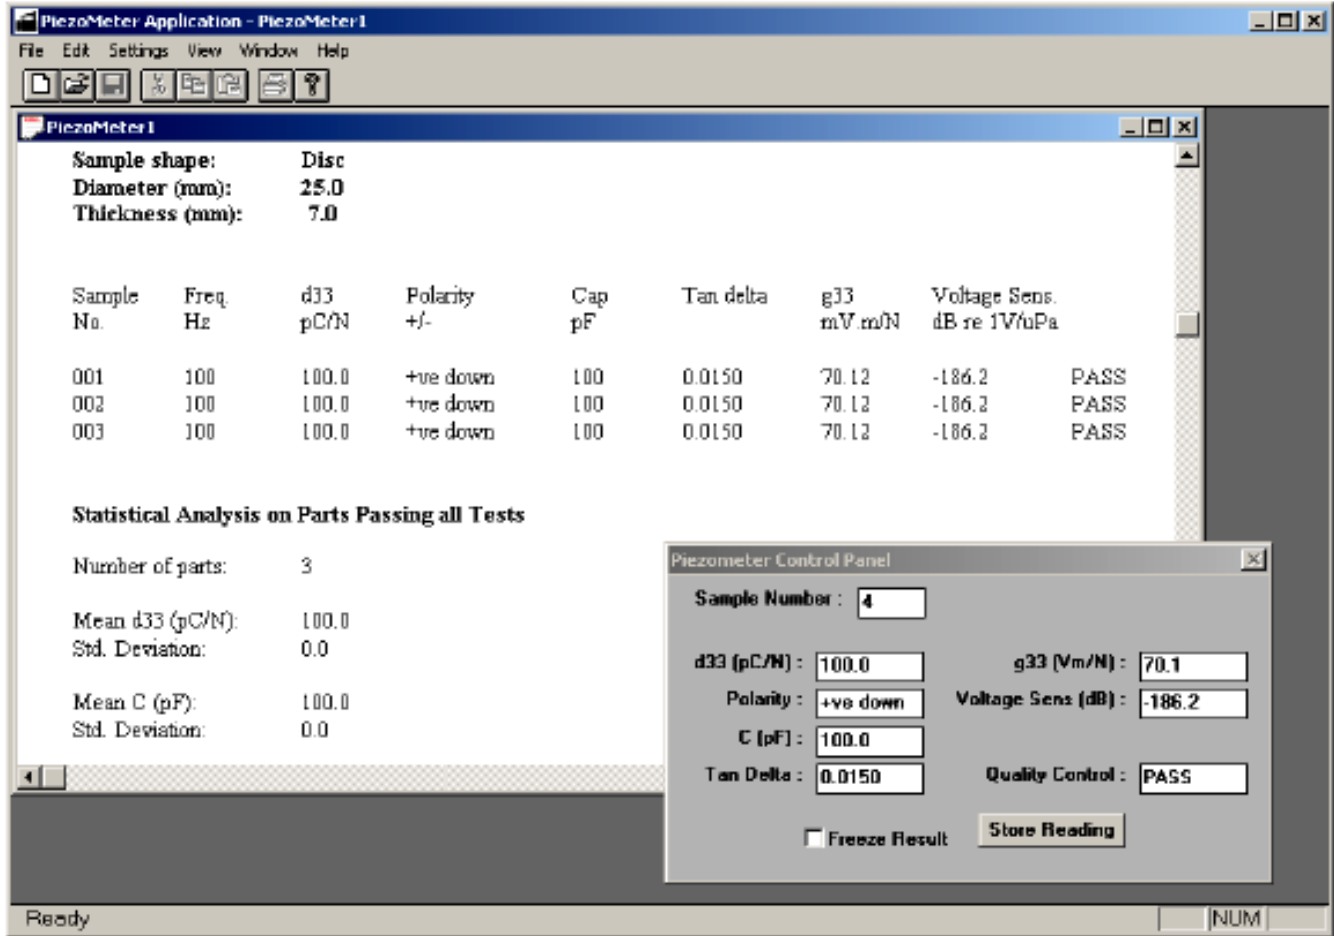 PiezoMeter Application - PiezoMeter1
File Edit Settings View Window Help
PiezoMeter1
Sample shape: Disc
Diameter (mm): 25.0
Thickness (mm): 7.0
Sample Freq. d33 Polarity Cap Tan delta g33 Voltage Sens.
No. Hz pC/N +/- pF mV.m/N dB re 1V/uPa
001 100 100.0 +ve down 100 0.0150 70.12 -186.2 PASS
002 100 100.0 +ve down 100 0.0150 70.12 -186.2 PASS
003 100 100.0 +ve down 100 0.0150 70.12 -186.2 PASS
Statistical Analysis on Parts Passing all Tests
Number of parts: 3
Mean d33 (pC/N): 100.0
Std. Deviation: 0.0
Mean C (pF): 100.0
Std. Deviation: 0.0
Piezometer Control Panel
Sample Number : 4
d33 (pC/N) : 100.0 g33 (Vm/N) : 70.1
Polarity : +ve down Voltage Sens (dB) : -186.2
C (pF) : 100.0
Tan Delta : 0.0150 Quality Control : PASS
Freeze Result Store Reading
Ready NUM